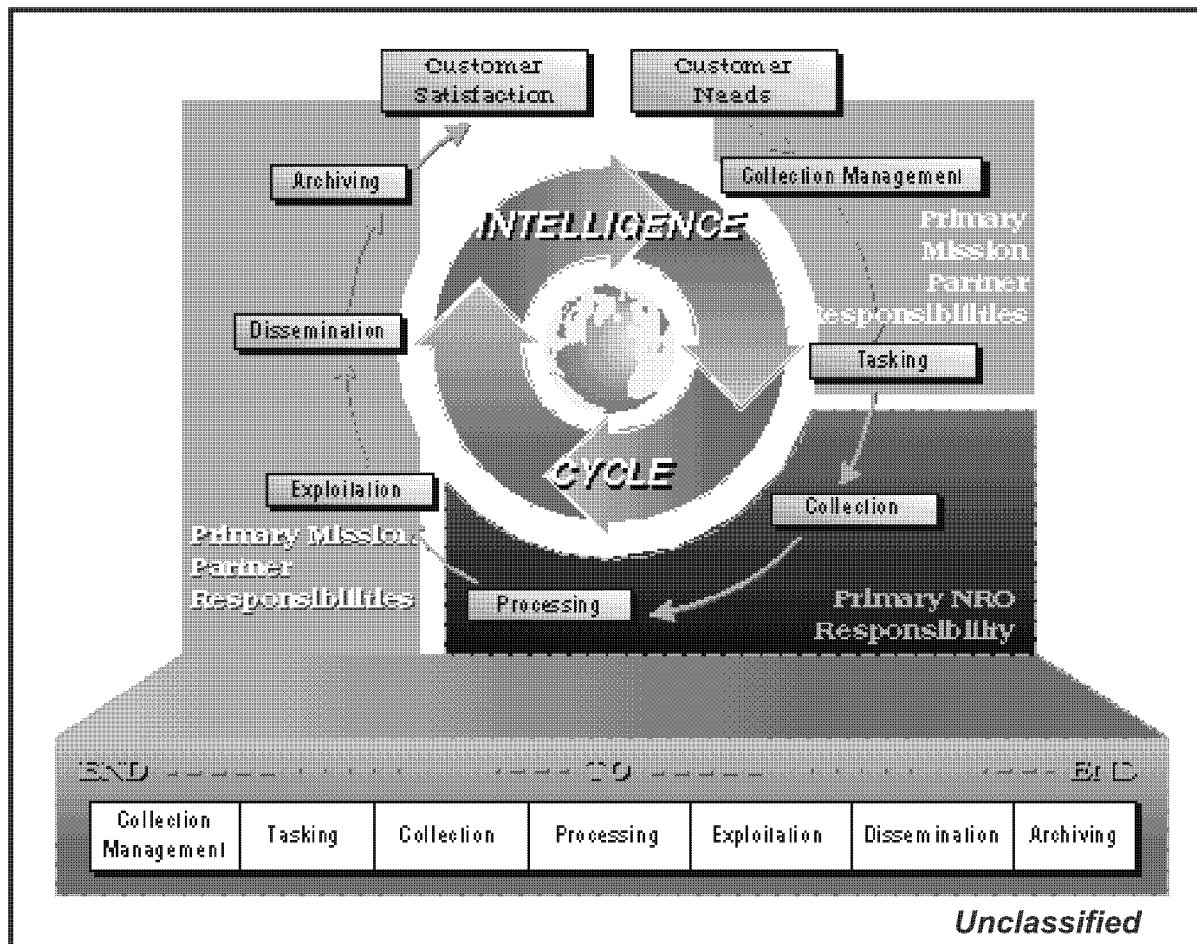 Customer
Satisfaction
Customer
Needs
Archiving
Collection Management
INTELLIGENCE
Primary
Mission
Partner
Responsibilities
Dissemination
Tasking
CYCLE
Exploitation
Collection
Primary Mission
Partner
Responsibilities
Processing
Primary NRO
Responsibility
END TO END
Collection
Management
Tasking
Collection
Processing
Exploitation
Dissemination
Archiving
Unclassified